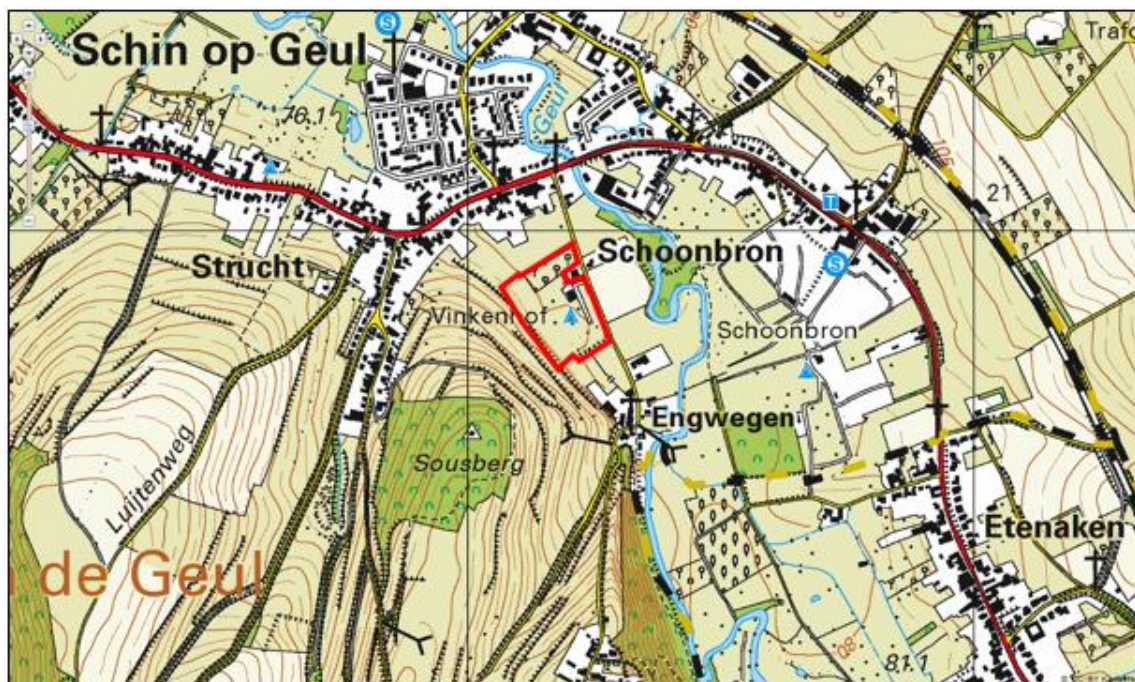 Schin op Geul
S
Trafo
76.1
Geul
105
21
T
Strucht
Schoonbron
S
Vinkenhof
Schoonbron
112
Engwegen
Sousberg
Luijtenweg
Etenaken
de Geul
80
81.1